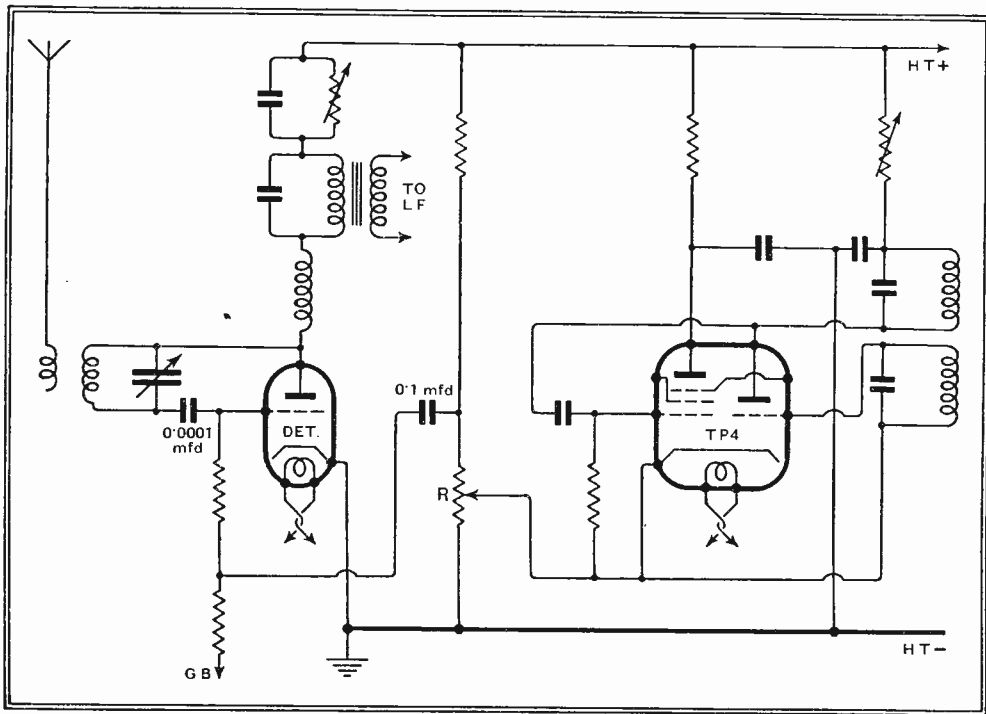 HT+
TO
LF
0·1 mfd
0·0001
mfd
DET.
R
TP4
GB
HT-